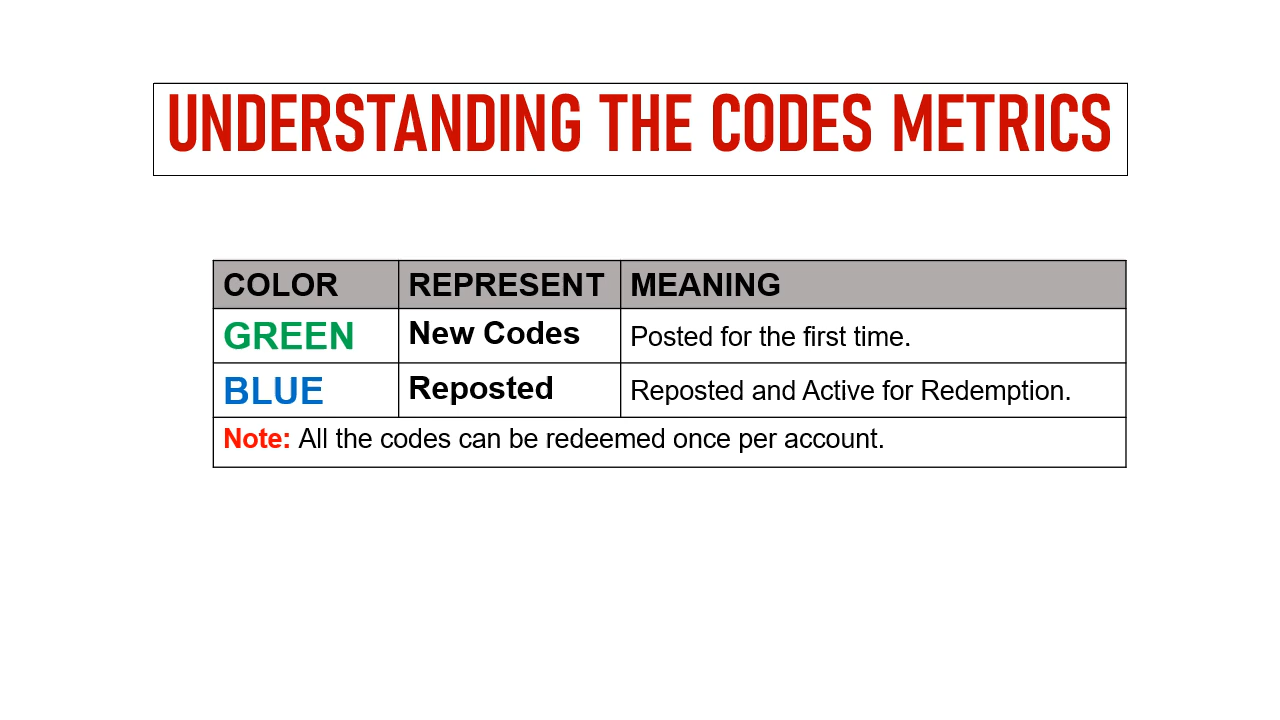 UNDERSTANDING THE CODES METRICS
COLOR REPRESENT MEANING
GREEN New Codes Posted for the first time.
BLUE Reposted Reposted and Active for Redemption.
Note: All the codes can be redeemed once per account.